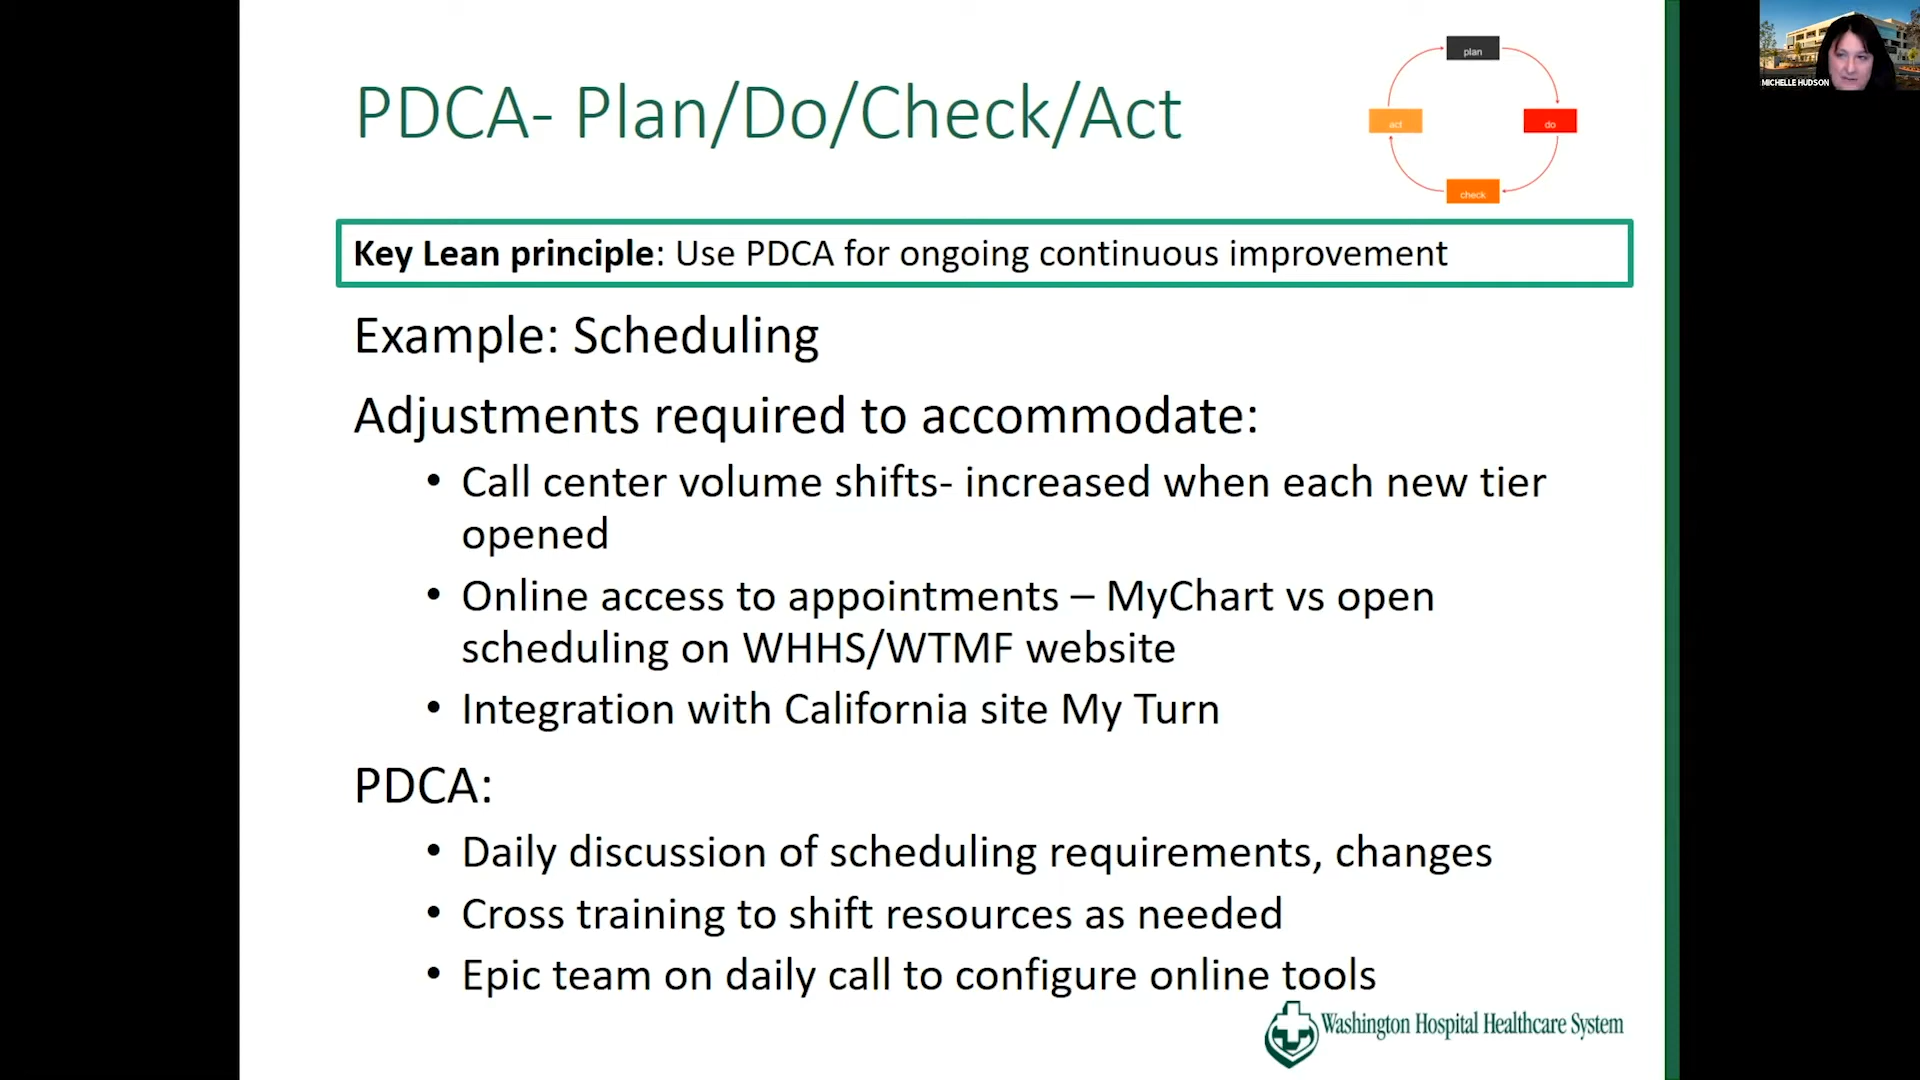 PDCA- Plan/Do/Check/Act
plan
do
check
act
MICHELLE HUDSON
Key Lean principle: Use PDCA for ongoing continuous improvement
Example: Scheduling
Adjustments required to accommodate:
• Call center volume shifts- increased when each new tier
opened
• Online access to appointments – MyChart vs open
scheduling on WHHS/WTMF website
• Integration with California site My Turn
PDCA:
• Daily discussion of scheduling requirements, changes
• Cross training to shift resources as needed
• Epic team on daily call to configure online tools
Washington Hospital Healthcare System